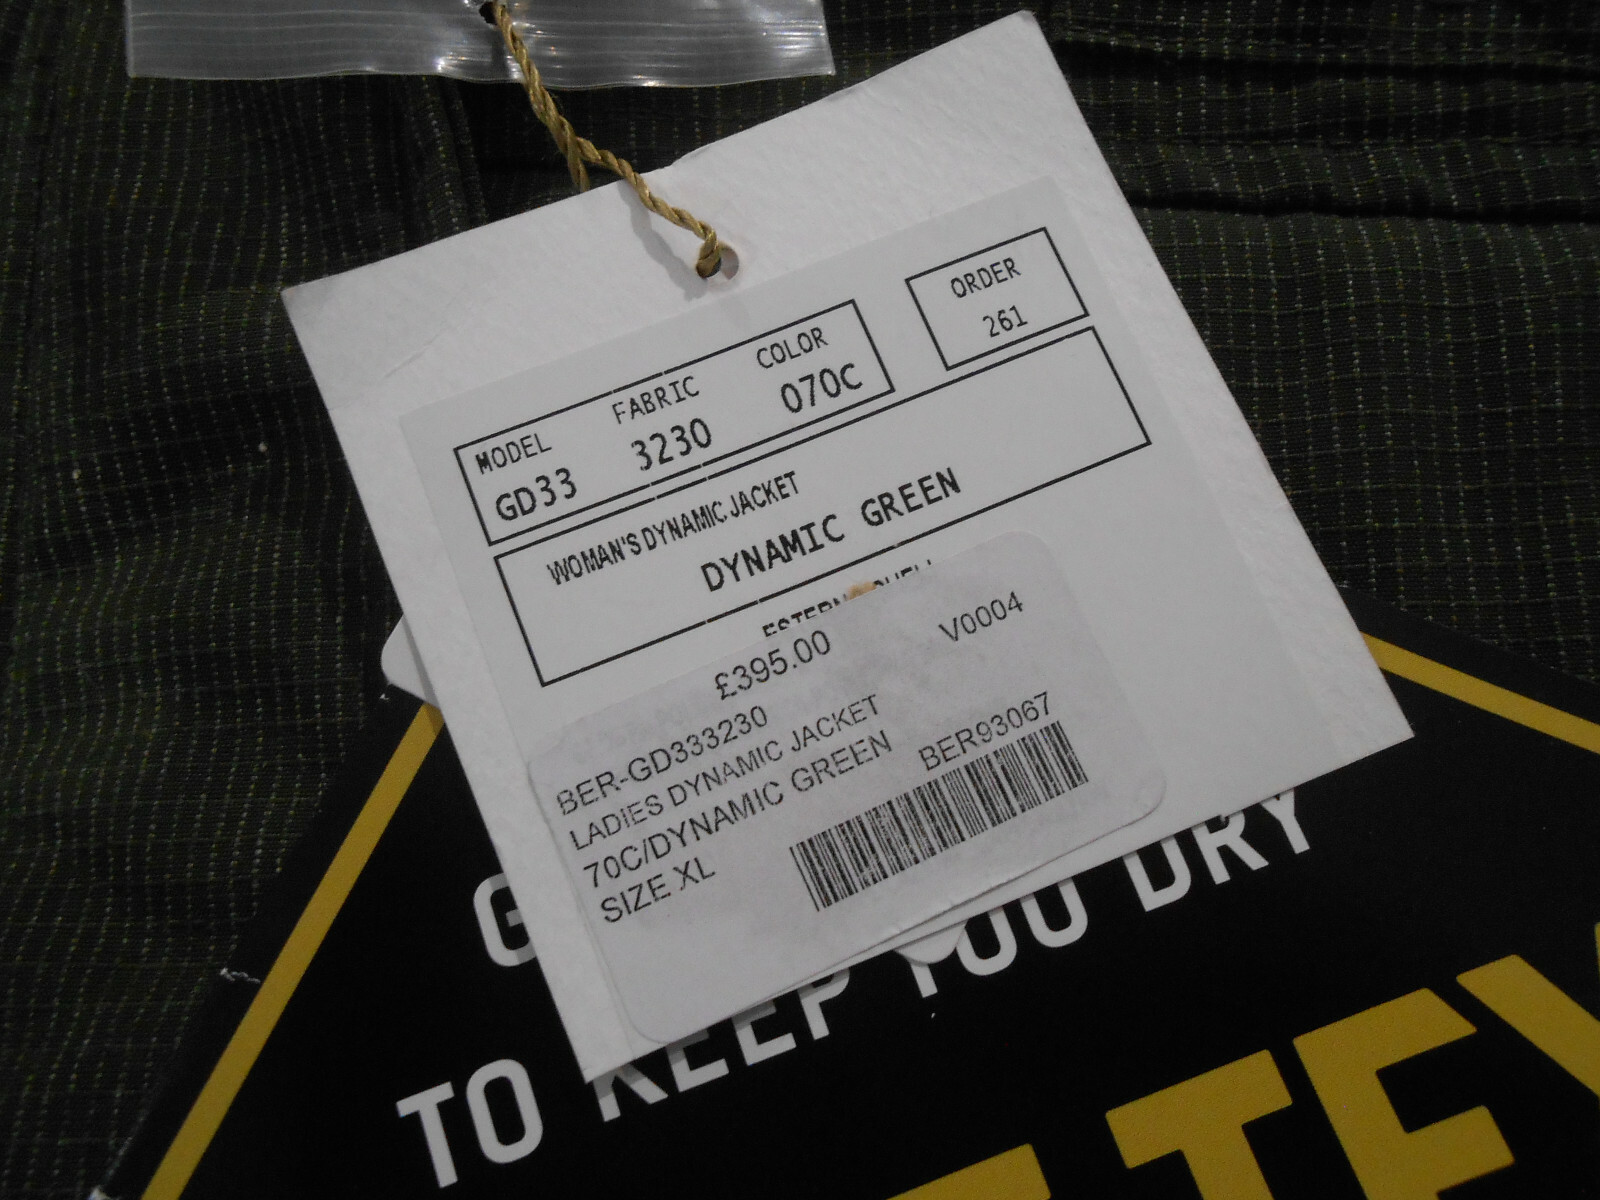 MODEL FABRIC COLOR
GD33 3230 070C
ORDER
261
WOMAN'S DYNAMIC JACKET
DYNAMIC GREEN
£395.00 V0004
BER-GD333230
LADIES DYNAMIC JACKET
70C/DYNAMIC GREEN BER93067
SIZE XL
TO KEEP YOU DRY